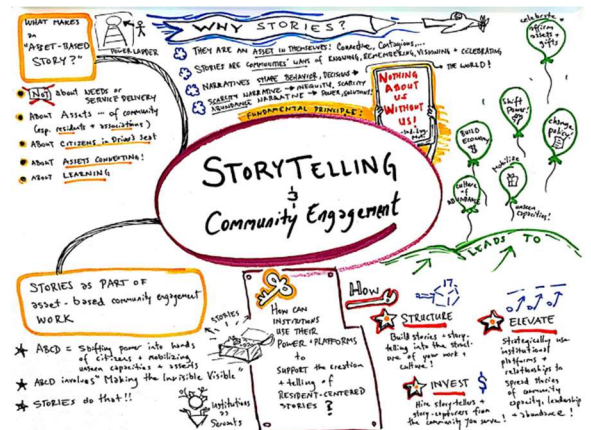 WHAT MAKES
an
"ASSET-BASED
STORY?"
POWER LADDER
NOT about NEEDS or
SERVICE DELIVERY
ABOUT Assets ... of community
(esp. residents + associations)
ABOUT CITIZENS in Driver's seat
ABOUT ASSETS CONNECTING!
ABOUT LEARNING
WHY STORIES?
THEY ARE AN ASSET IN THEMSELVES! Connective, Contagious,...
STORIES ARE COMMUNITIES' WAYS OF KNOWING, REMEMBERING, VISIONING + CELEBRATING
NARRATIVES SHAPE BEHAVIOR, DECISIONS
THE WORLD!
SCARCITY NARRATIVE → INEQUITY, SCARCITY
ABUNDANCE NARRATIVE → POWER, SOLUTIONS!
FUNDAMENTAL PRINCIPLE!
NOTHING
ABOUT
US
WITHOUT
US!
STORYTELLING
&
Community Engagement
celebrate +
affirm
assets +
gifts
Shift
Power!
BUILD
ECONOMY
change
policy!
culture
of
ABUNDANCE
Mobilize
unseen
capacities!
LEADS TO
STORIES AS PART OF
asset-based community engagement
WORK
ABCD = Shifting power into hands
of citizens + mobilizing
unseen capacities + assets
ABCD involves "Making the Invisible Visible"
STORIES do that!!
STORIES
Institutions
as
Servants
HOW CAN
INSTITUTIONS
USE THEIR
POWER + PLATFORMS
to
SUPPORT THE CREATION
+ telling OF
RESIDENT-CENTERED
STORIES?
How
STRUCTURE
Build stories + story-
telling into the struct-
ure of your work +
culture!
INVEST
$
Hire storytellers +
story-capturers from
the community you serve!
ELEVATE
Strategically use
institutional
platforms +
relationships to
spread stories
of community
capacity, leadership
+ abundance!